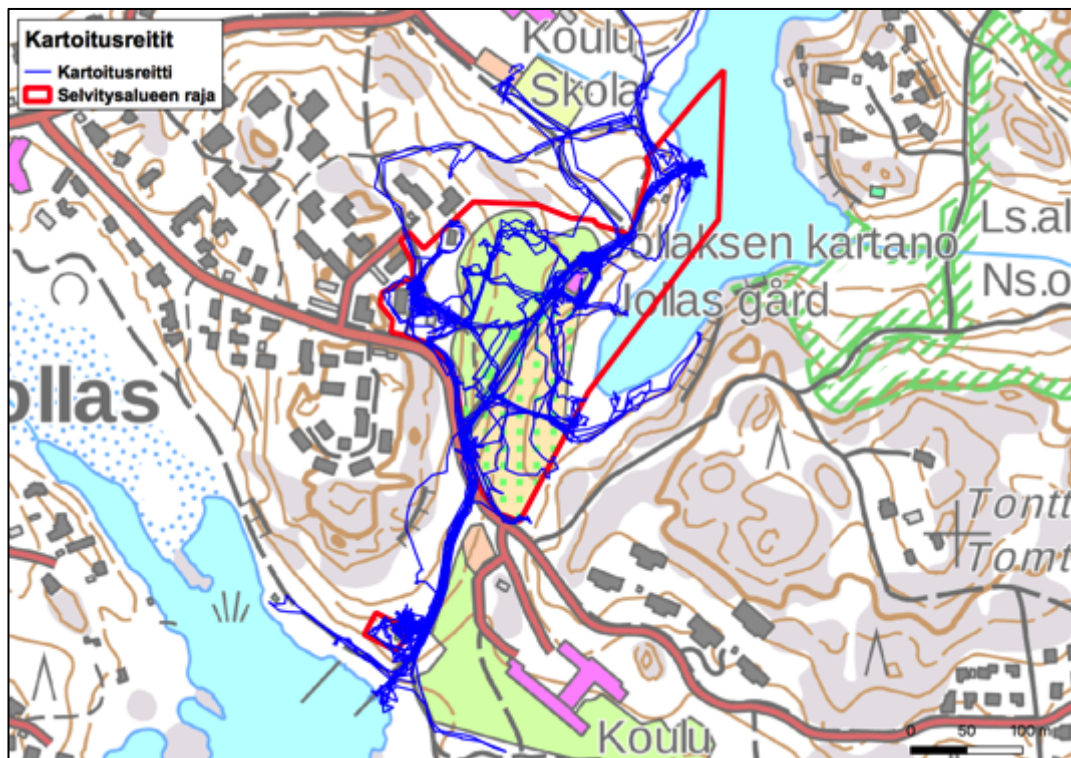 Kartoitusreitit
Kartoitusreitti
Selvitysalueen raja
Koulu
Skola
ollaksen kartano
Jollas gård
Ls.al
Ns.o
ollas
Tontt
Tomt
Koulu
0 50 100 m